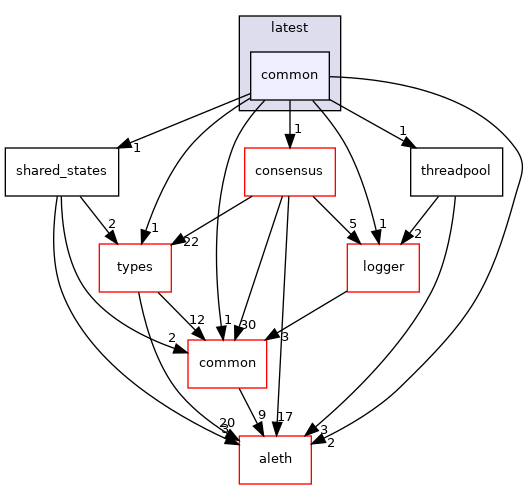 latest
common
1
1
1
shared_states
consensus
threadpool
2
1
22
5
1
2
types
logger
12
2
1
30
3
common
20
3
9
17
3
2
aleth